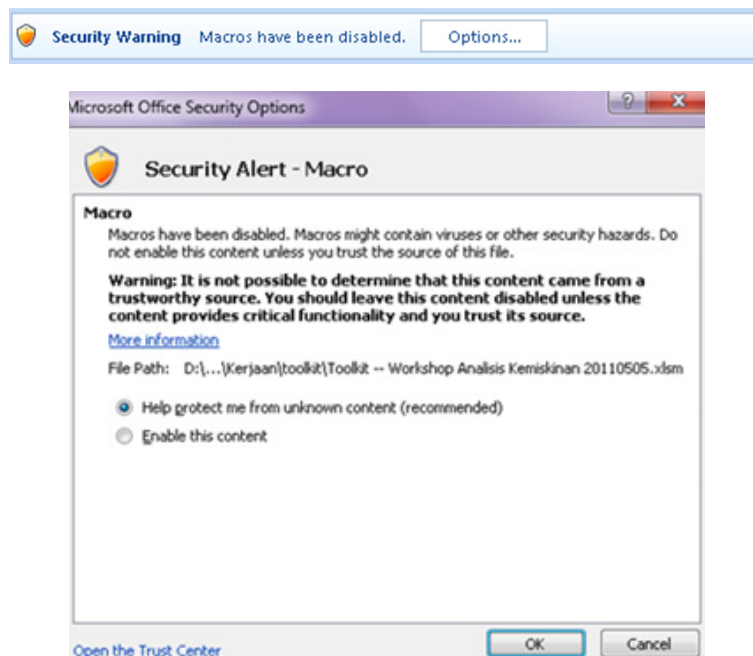 Security Warning Macros have been disabled. Options...
Microsoft Office Security Options
Security Alert - Macro
Macro
Macros have been disabled. Macros might contain viruses or other security hazards. Do
not enable this content unless you trust the source of this file.
Warning: It is not possible to determine that this content came from a
trustworthy source. You should leave this content disabled unless the
content provides critical functionality and you trust its source.
More information
File Path: D:\...\Kerjaan\toolkit\Toolkit -- Workshop Analisis Kemiskinan 20110505.xlsm
Help protect me from unknown content (recommended)
Enable this content
Open the Trust Center
OK Cancel